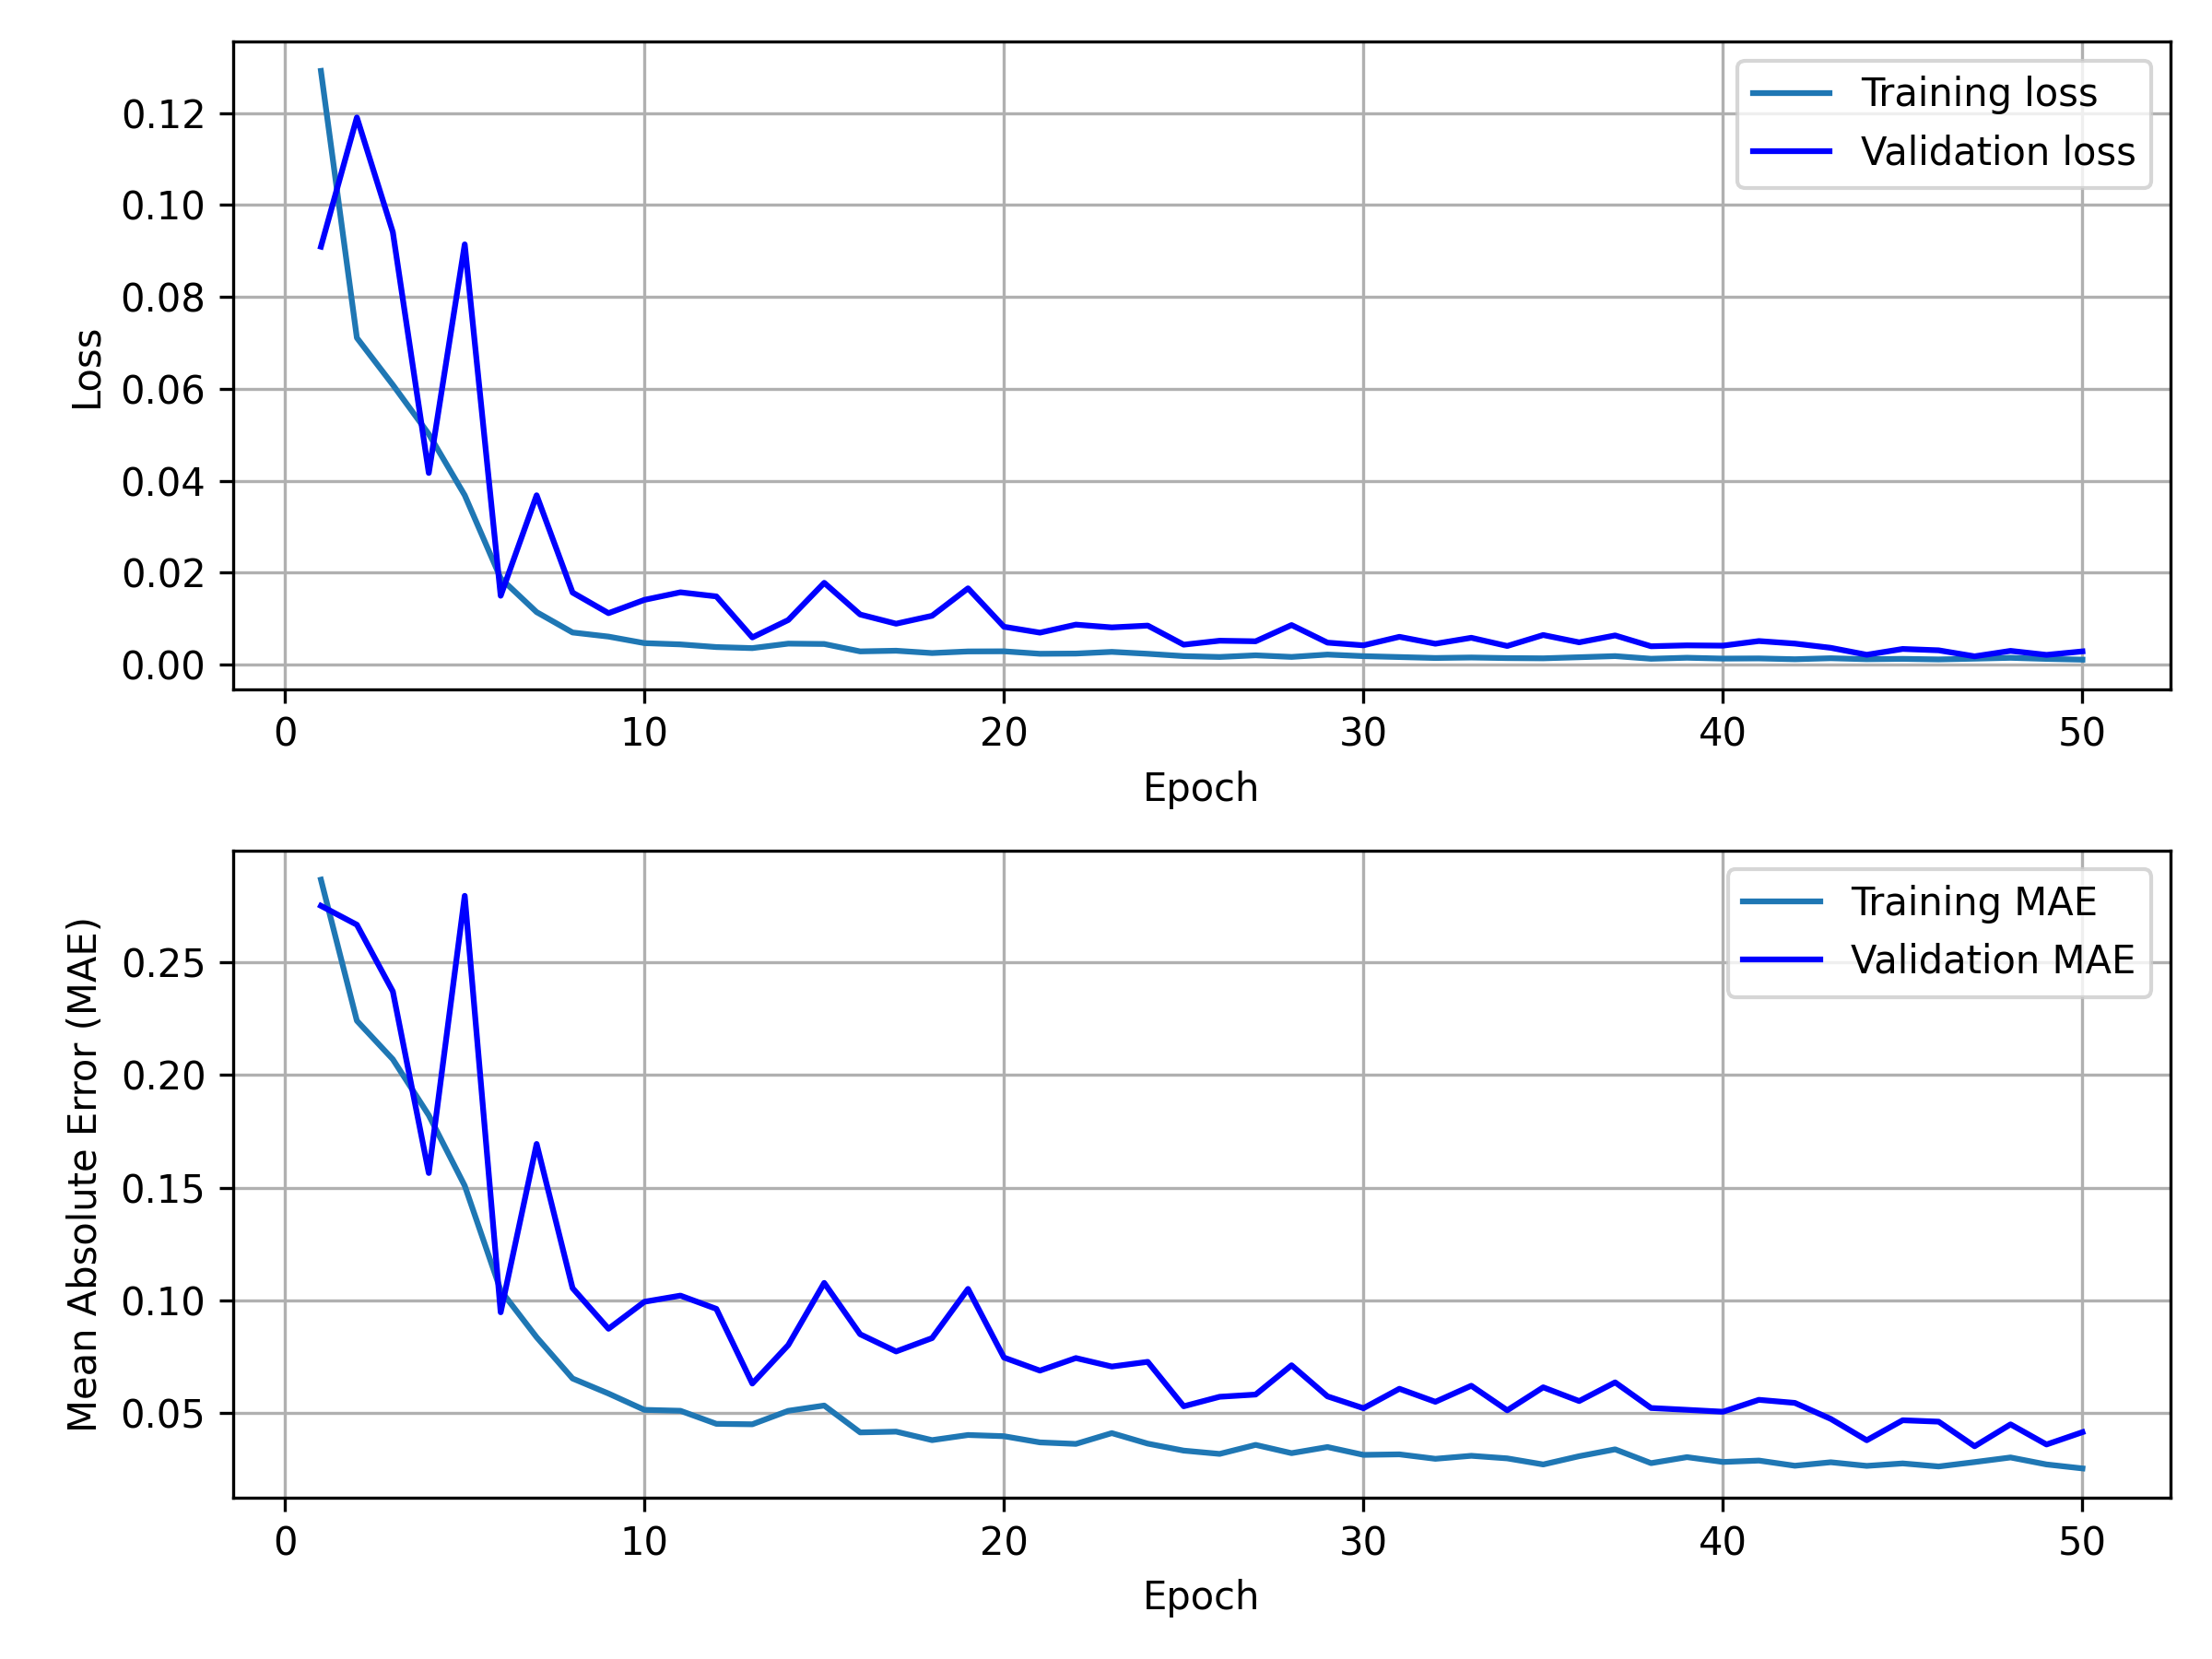 0.12
0.10
0.08
0.06
0.04
0.02
0.00
Loss
Training loss
Validation loss
0 10 20 30 40 50
Epoch
0.25
0.20
0.15
0.10
0.05
Mean Absolute Error (MAE)
Training MAE
Validation MAE
0 10 20 30 40 50
Epoch